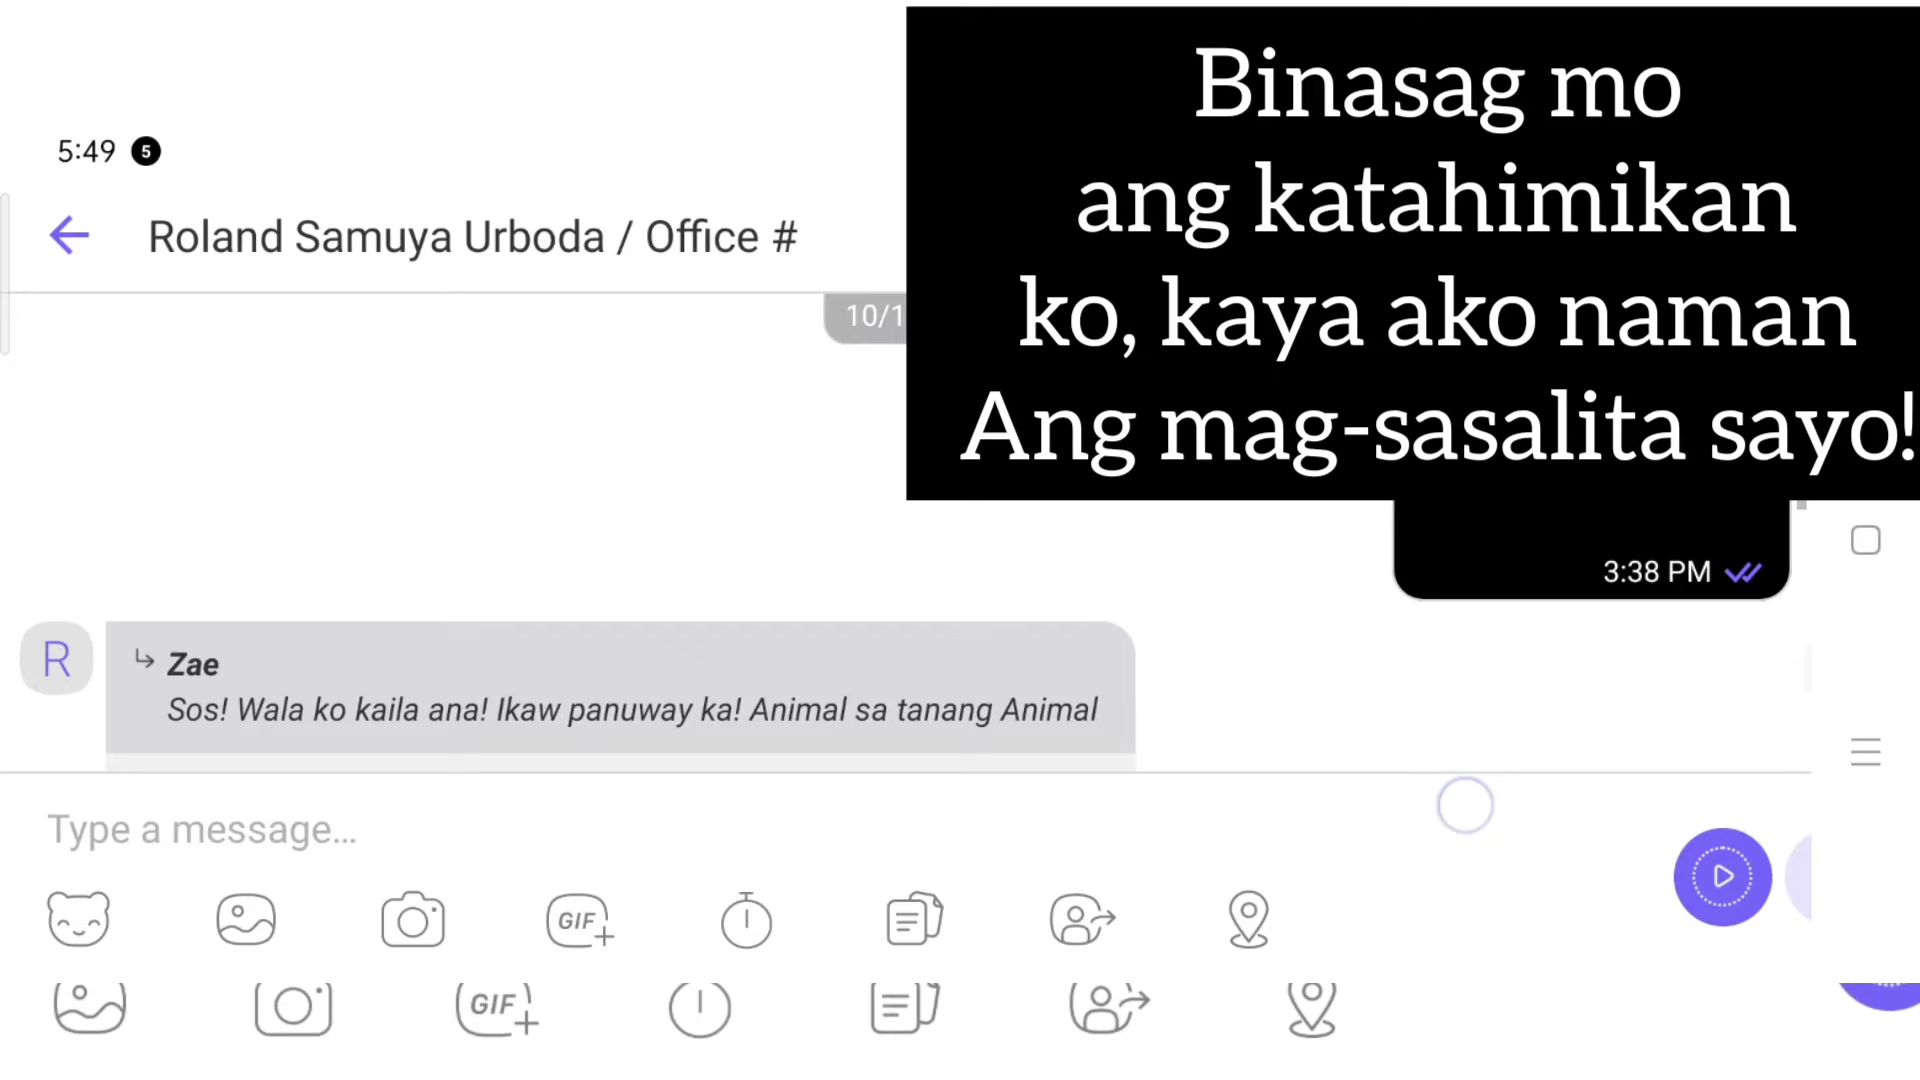 5:49 5
Roland Samuya Urboda / Office #
Binasag mo
ang katahimikan
ko, kaya ako naman
Ang mag-sasalita sayo!
10/1
3:38 PM
R
Zae
Sos! Wala ko kaila ana! Ikaw panuway ka! Animal sa tanang Animal
Type a message...
GIF
GIF